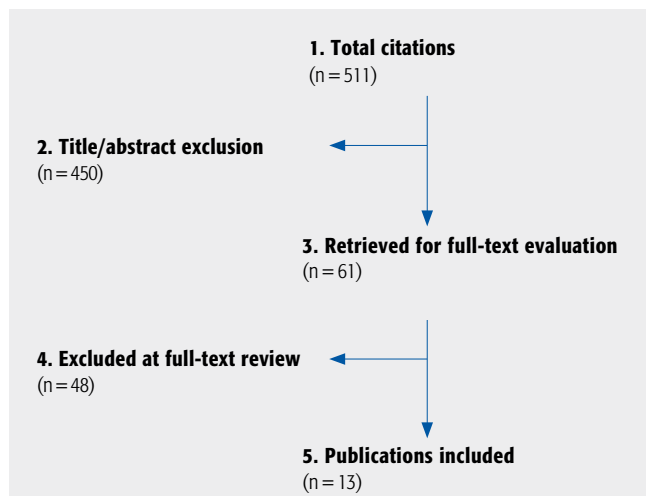 1. Total citations
(n=511)
2. Title/abstract exclusion
(n=450)
3. Retrieved for full-text evaluation
(n=61)
4. Excluded at full-text review
(n=48)
5. Publications included
(n=13)